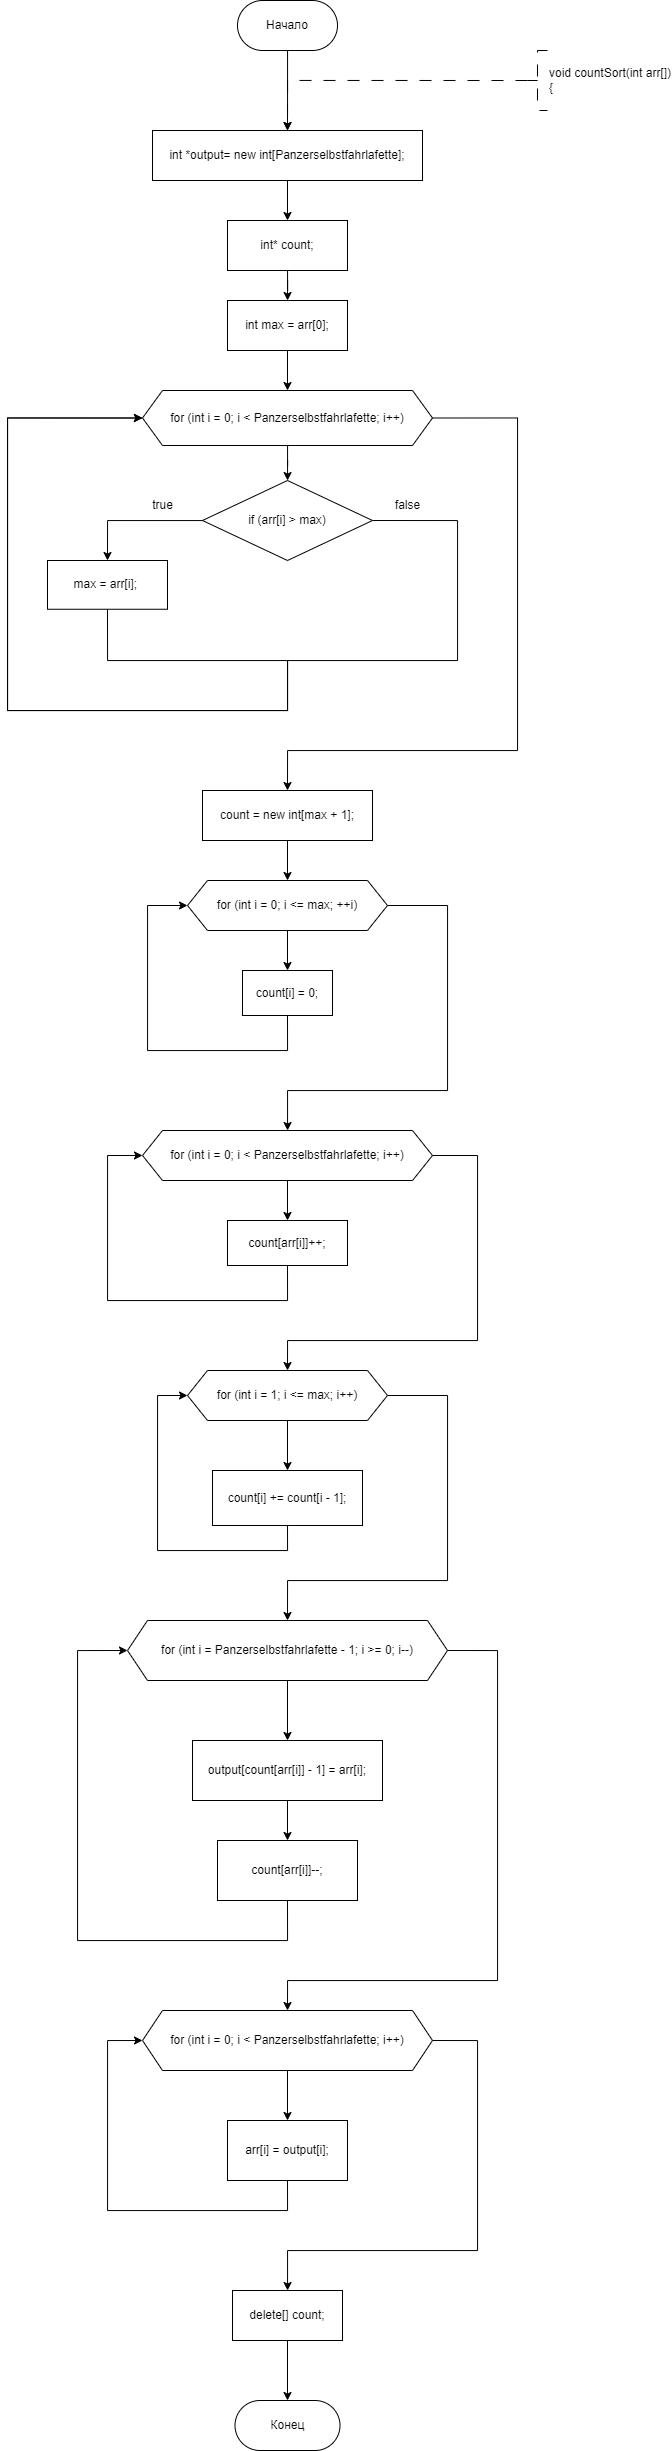 Начало
void countSort(int arr[])
{
int *output= new int[Panzerselbstfahrlafette];
int* count;
int max = arr[0];
for (int i = 0; i < Panzerselbstfahrlafette; i++)
true
false
if (arr[i] > max)
max = arr[i];
count = new int[max + 1];
for (int i = 0; i <= max; ++i)
count[i] = 0;
for (int i = 0; i < Panzerselbstfahrlafette; i++)
count[arr[i]]++;
for (int i = 1; i <= max; i++)
count[i] += count[i - 1];
for (int i = Panzerselbstfahrlafette - 1; i >= 0; i--)
output[count[arr[i]] - 1] = arr[i];
count[arr[i]]--;
for (int i = 0; i < Panzerselbstfahrlafette; i++)
arr[i] = output[i];
delete[] count;
Конец